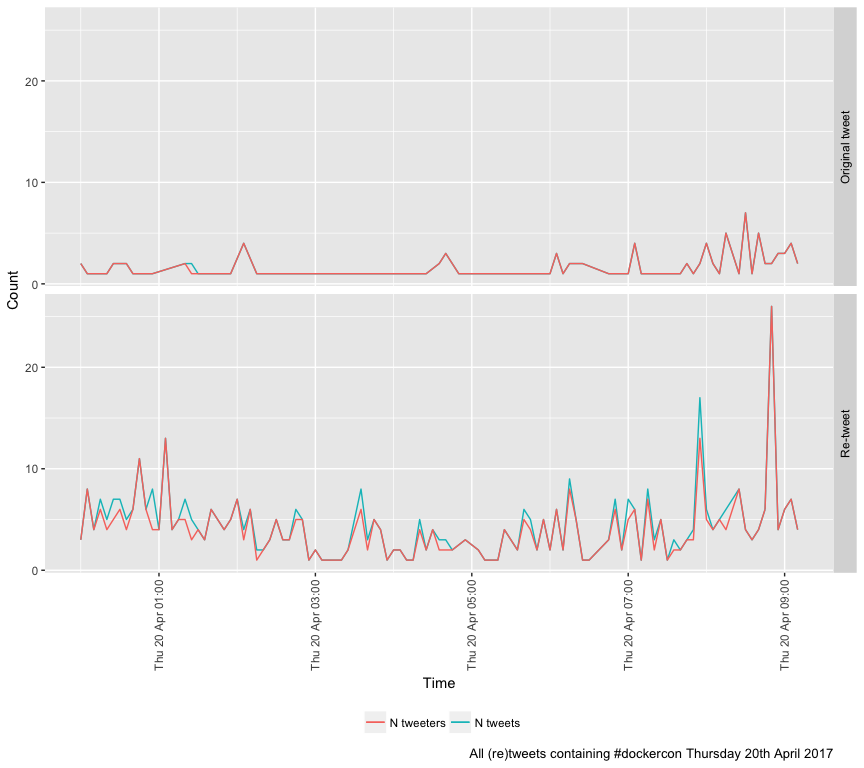 20
10
0
Original tweet
Count
20
10
0
Re-tweet
Thu 20 Apr 01:00
Thu 20 Apr 03:00
Thu 20 Apr 05:00
Thu 20 Apr 07:00
Thu 20 Apr 09:00
Time
N tweeters
N tweets
All (re)tweets containing #dockercon Thursday 20th April 2017